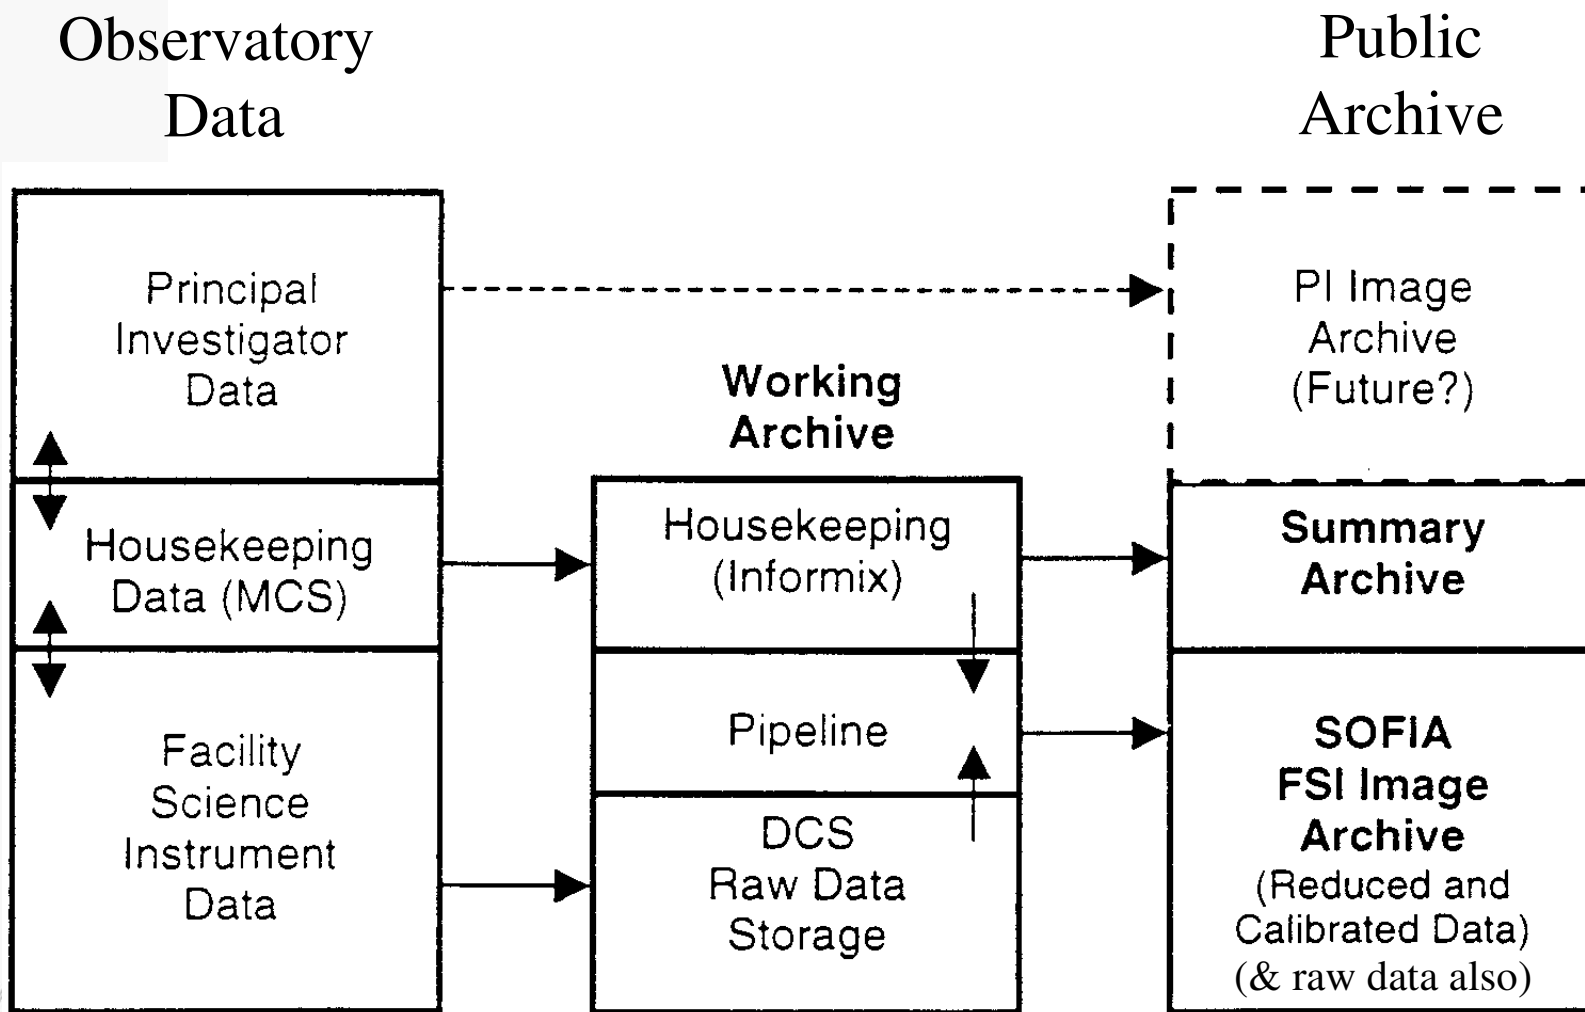 Observatory
Data
Public
Archive
Principal
Investigator
Data
PI Image
Archive
(Future?)
Working
Archive
Housekeeping
Data (MCS)
Housekeeping
(Informix)
Summary
Archive
Pipeline
Facility
Science
Instrument
Data
DCS
Raw Data
Storage
SOFIA
FSI Image
Archive
(Reduced and
Calibrated Data)
(& raw data also)